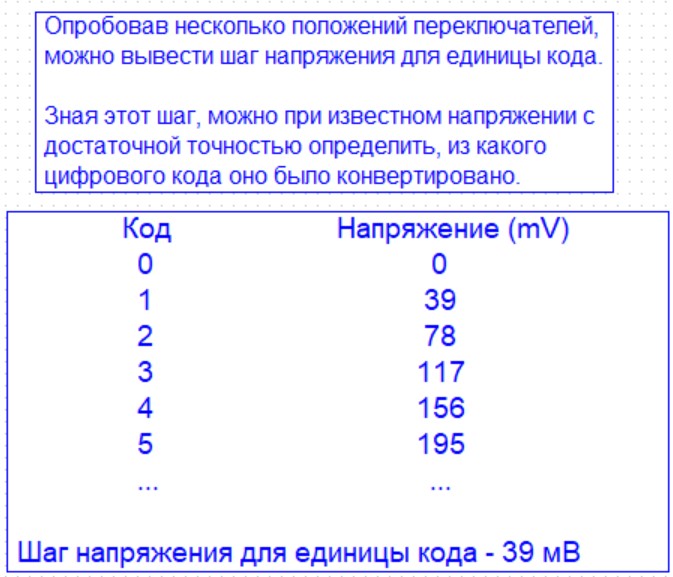 Опробовав несколько положений переключателей,
можно вывести шаг напряжения для единицы кода.
Зная этот шаг, можно при известном напряжении с
достаточной точностью определить, из какого
цифрового кода оно было конвертировано.
Код Напряжение (mV)
0 0
1 39
2 78
3 117
4 156
5 195
... ...
Шаг напряжения для единицы кода - 39 мВ